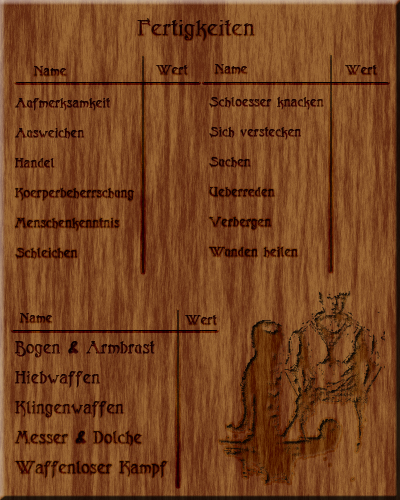 Fertigkeiten
Name Wert Name Wert
Aufmerksamkeit Schloesser knacken
Ausweichen Sich verstecken
Handel Suchen
Koerperbeherrschung Ueberreden
Menschenkenntnis Verbergen
Schleichen Wunden heilen
Name Wert
Bogen & Armbrust
Hiebwaffen
Klingenwaffen
Messer & Dolche
Waffenloser Kampf